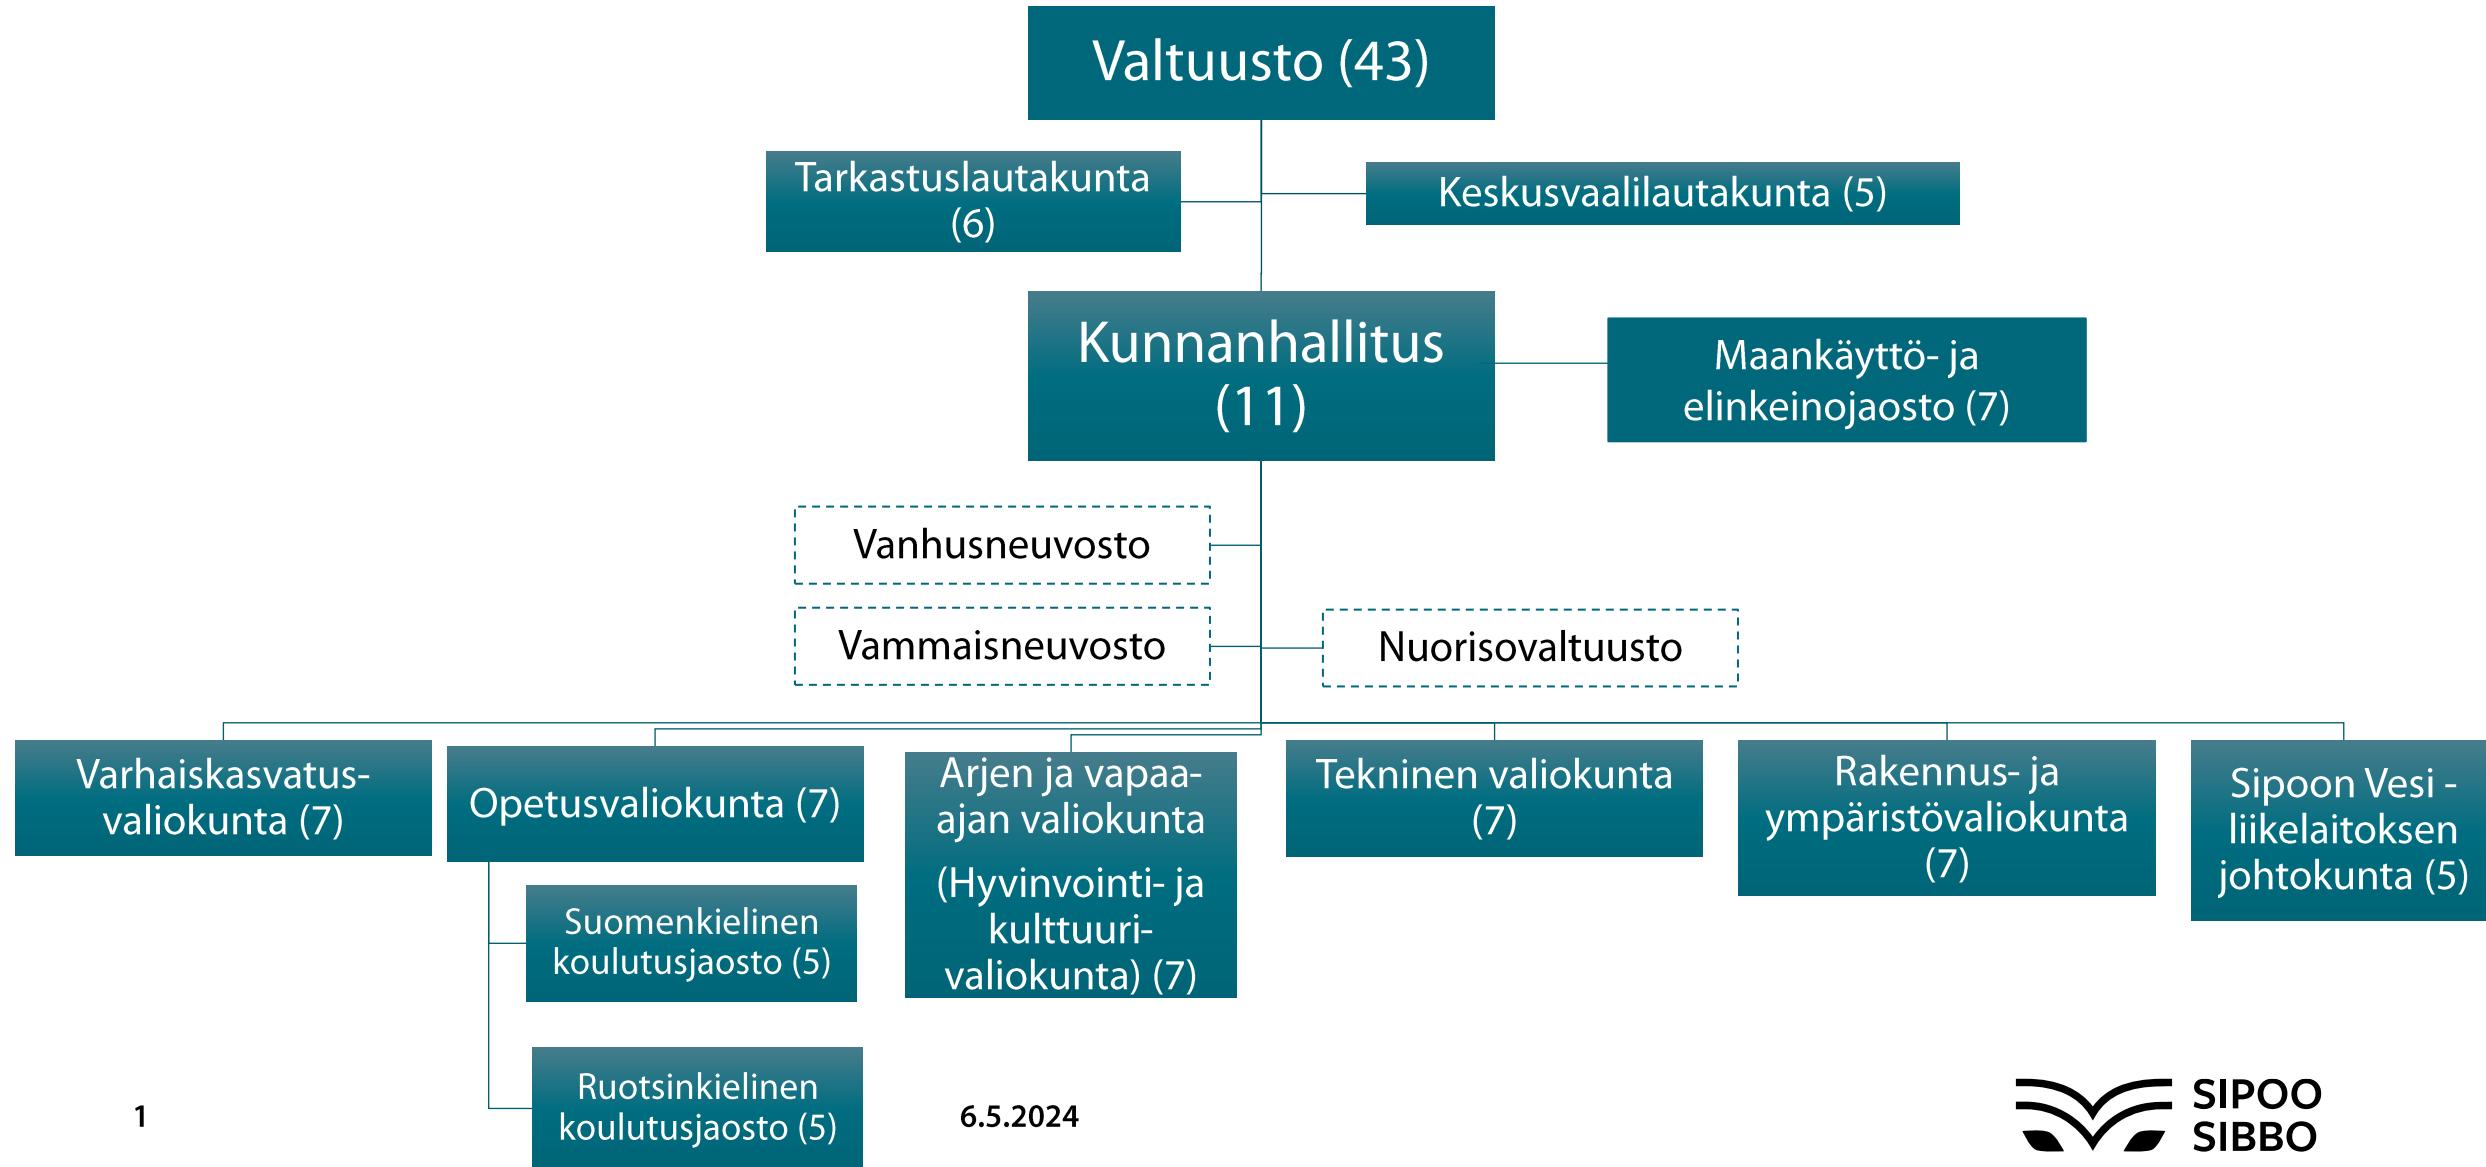 Valtuusto (43)
Tarkastuslautakunta
(6)
Keskusvaalilautakunta (5)
Kunnanhallitus
(11)
Maankäyttö- ja
elinkeinojaosto (7)
Vanhusneuvosto
Vammaisneuvosto
Nuorisovaltuusto
Varhaiskasvatus-
valiokunta (7)
Opetusvaliokunta (7)
Suomenkielinen
koulutusjaosto (5)
Ruotsinkielinen
koulutusjaosto (5)
Arjen ja vapaa-
ajan valiokunta
(Hyvinvointi- ja
kulttuuri-
valiokunta) (7)
Tekninen valiokunta
(7)
Rakennus- ja
ympäristövaliokunta
(7)
Sipoon Vesi -
liikelaitoksen
johtokunta (5)
1
6.5.2024
SIPOO
SIBBO